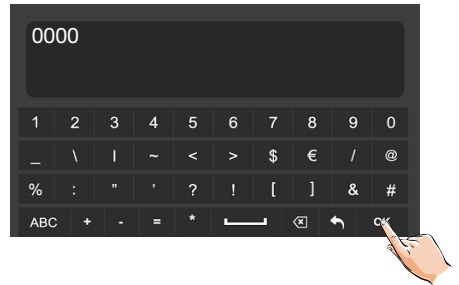 0000
1 2 3 4 5 6 7 8 9 0
_ \ | ~ < > $ € / @
% : " ' ? ! [ ] & #
ABC + - = * OK